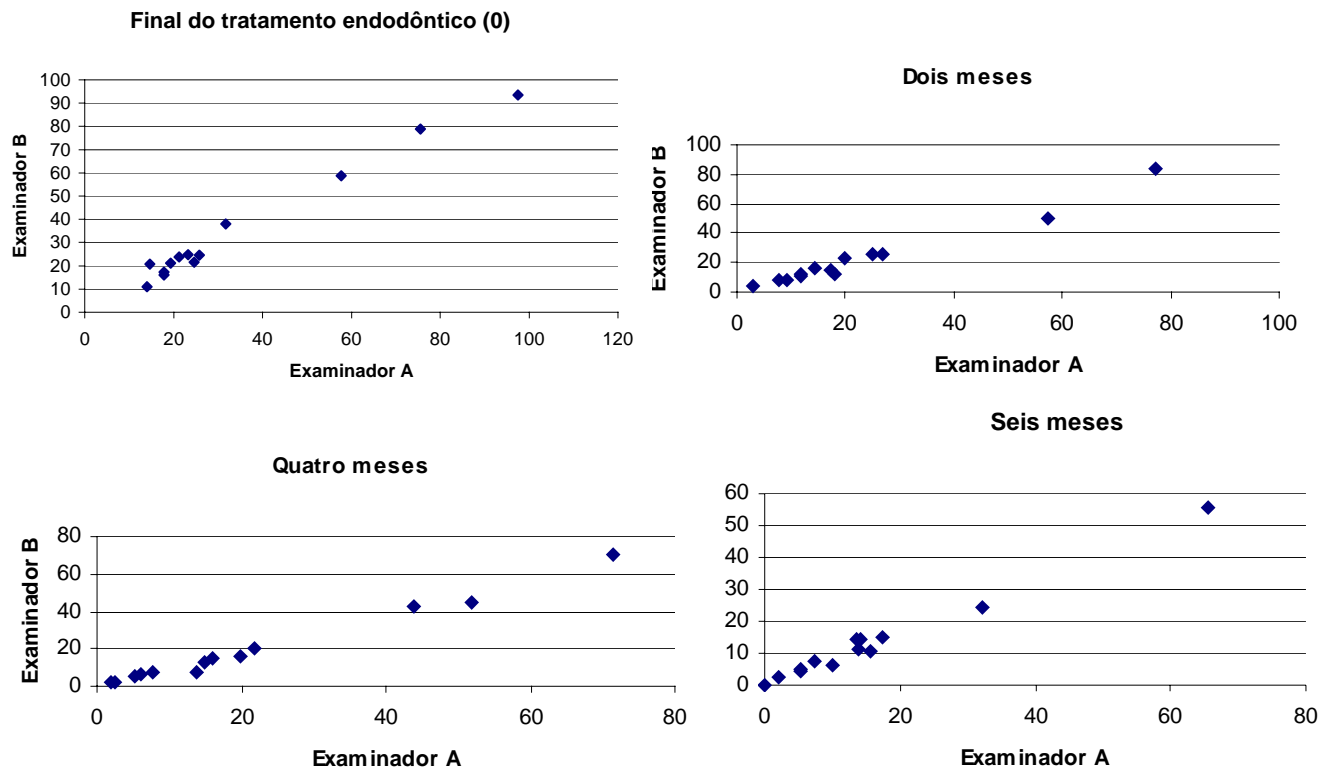 Final do tratamento endodôntico (0)
100
90
80
70
60
50
40
30
20
10
0
Examinador B
0 20 40 60 80 100 120
Examinador A
Dois meses
100
80
60
40
20
0
Examinador B
0 20 40 60 80 100
Examinador A
Quatro meses
80
60
40
20
0
Examinador B
0 20 40 60 80
Examinador A
Seis meses
60
50
40
30
20
10
0
0 20 40 60 80
Examinador A